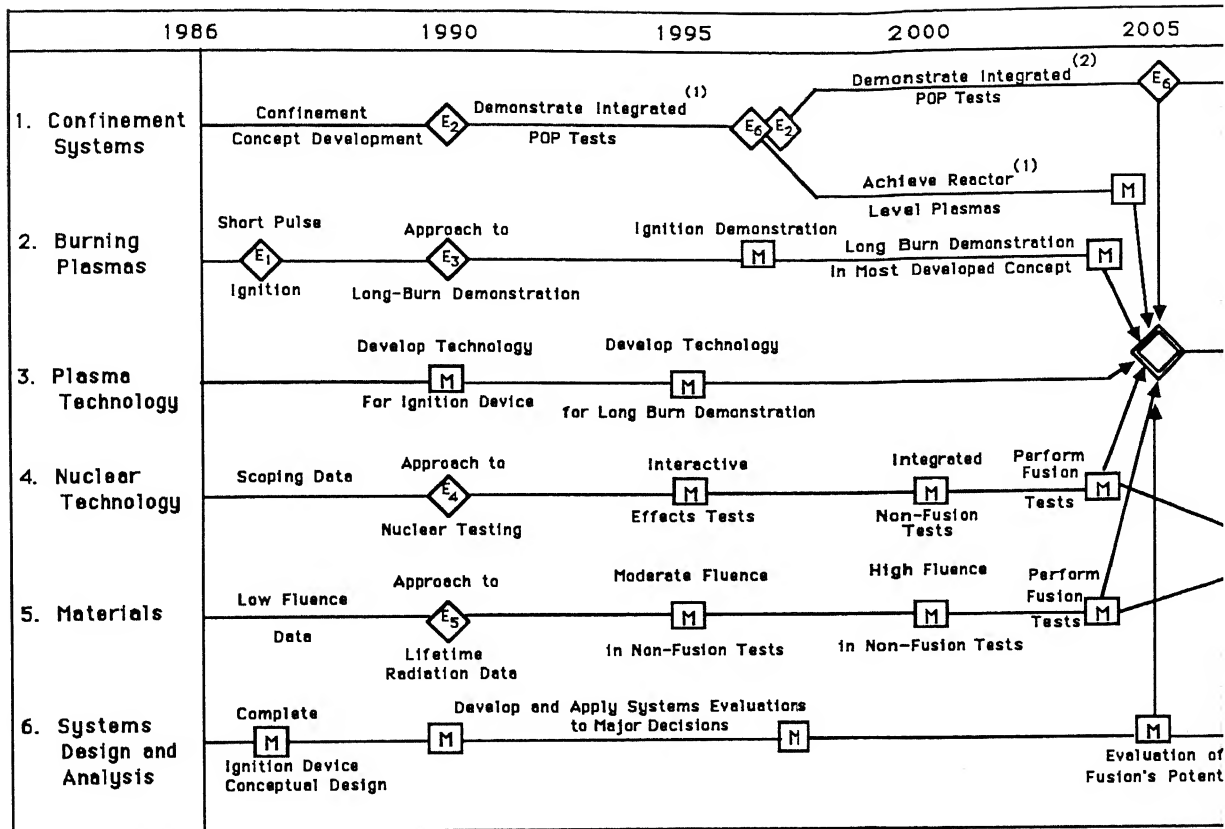 1986 1990 1995 2000 2005
1. Confinement
Systems
Confinement
Concept Development
E2
Demonstrate Integrated (1)
POP Tests
E6
E2
Demonstrate Integrated (2)
POP Tests
E6
Achieve Reactor (1)
Level Plasmas
M
2. Burning
Plasmas
Short Pulse
E1
Ignition
Approach to
E3
Long-Burn Demonstration
Ignition Demonstration
M
Long Burn Demonstration
in Most Developed Concept
M
3. Plasma
Technology
Develop Technology
M
For Ignition Device
Develop Technology
M
for Long Burn Demonstration
4. Nuclear
Technology
Scoping Data
Approach to
E4
Nuclear Testing
Interactive
M
Effects Tests
Integrated
M
Non-Fusion
Tests
Perform
Fusion
Tests
M
5. Materials
Low Fluence
Data
Approach to
E5
Lifetime
Radiation Data
Moderate Fluence
M
in Non-Fusion Tests
High Fluence
M
in Non-Fusion Tests
Perform
Fusion
Tests
M
6. Systems
Design and
Analysis
Complete
M
Ignition Device
Conceptual Design
M
Develop and Apply Systems Evaluations
to Major Decisions
M
M
Evaluation of
Fusion's Potent